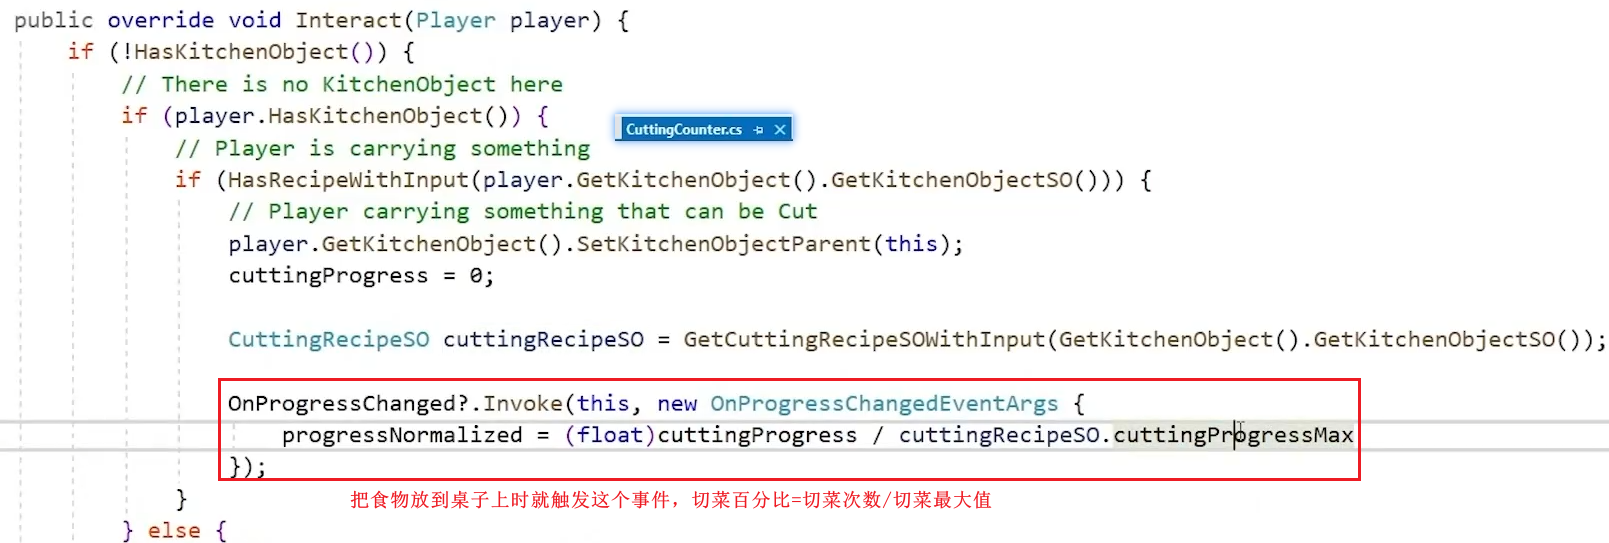 public override void Interact(Player player) {
if (!HasKitchenObject()) {
// There is no KitchenObject here
if (player.HasKitchenObject()) {
CuttingCounter.cs
// Player is carrying something
if (HasRecipeWithInput(player.GetKitchenObject().GetKitchenObjectSO())) {
// Player carrying something that can be Cut
player.GetKitchenObject().SetKitchenObjectParent(this);
cuttingProgress = 0;
CuttingRecipeSO cuttingRecipeSO = GetCuttingRecipeSOWithInput(GetKitchenObject().GetKitchenObjectSO());
OnProgressChanged?.Invoke(this, new OnProgressChangedEventArgs {
progressNormalized = (float)cuttingProgress / cuttingRecipeSO.cuttingProgressMax
});
把食物放到桌子上时就触发这个事件，切菜百分比=切菜次数/切菜最大值
}
} else {